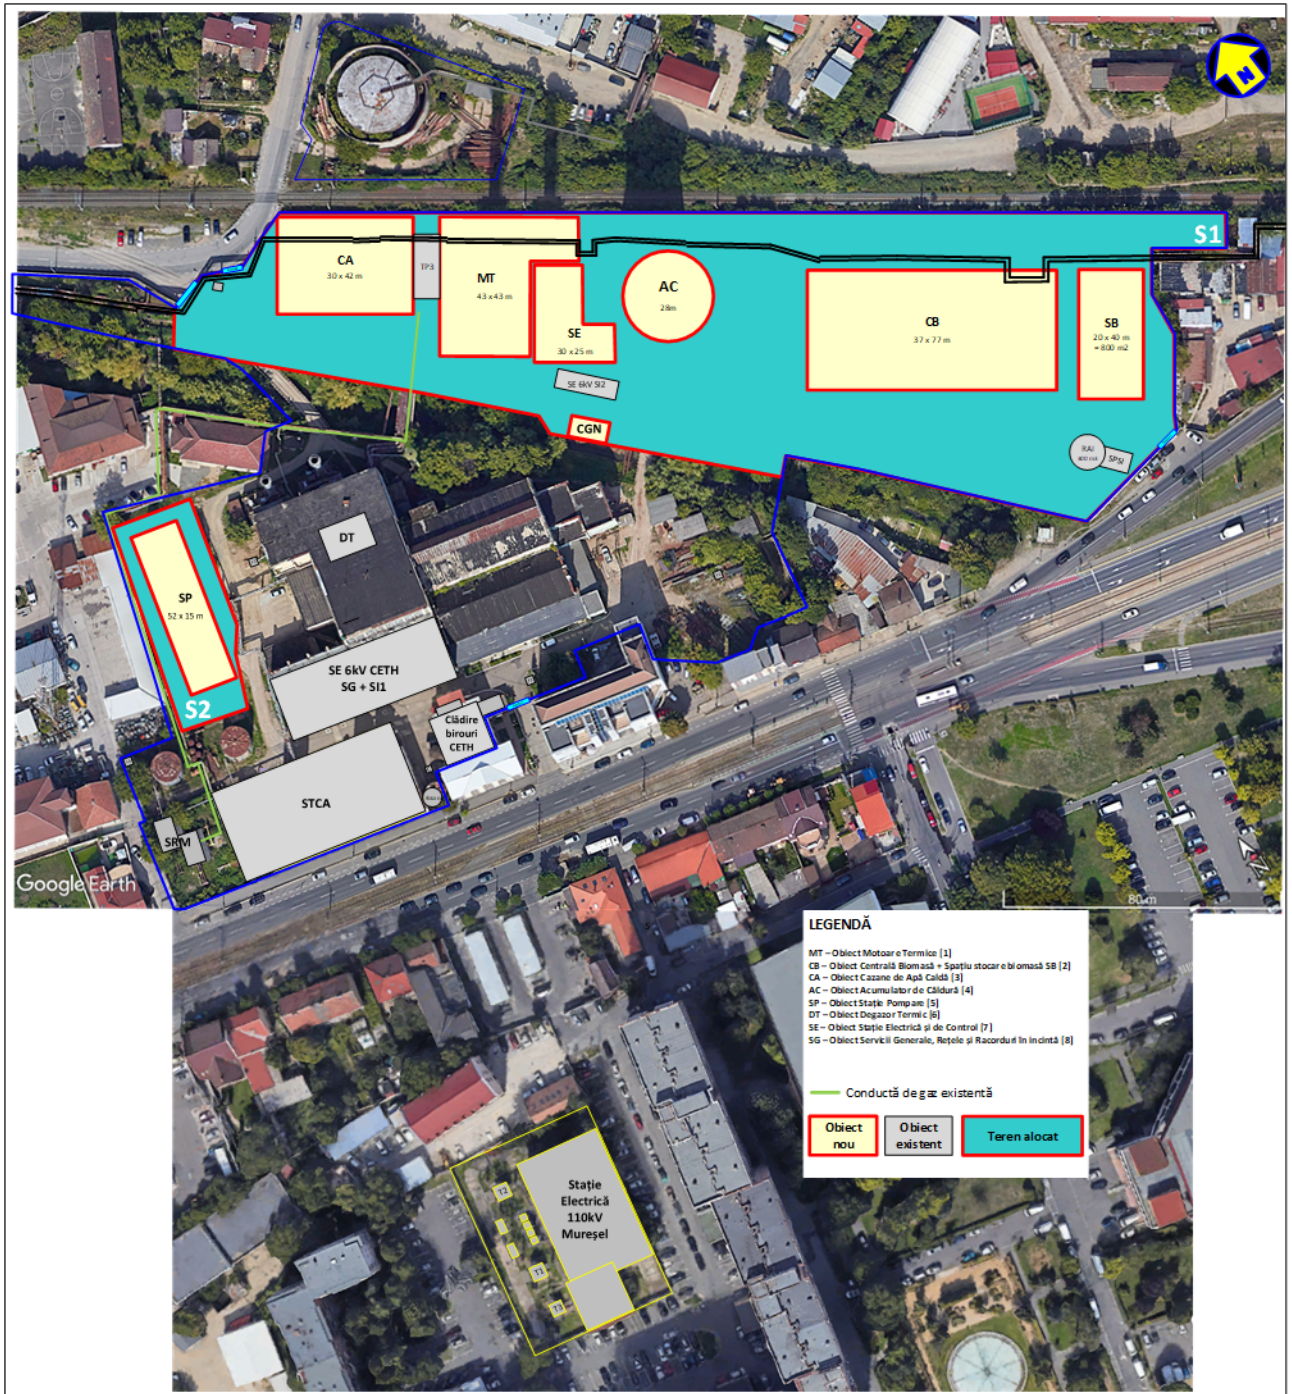 N
S1
CA
30 x 42 m
TP3
MT
43 x 43 m
AC
28m
SE
30 x 25 m
CB
37 x 77 m
SB
20 x 40 m
= 800 m2
SE 6kV SI2
CGN
RAI
SPSI
DT
SP
52 x 15 m
S2
SE 6kV CETH
SG + SI1
Clădire
birouri
CETH
STCA
SRM
Google Earth
80 m
LEGENDĂ
MT – Obiect Motoare Termice [1]
CB – Obiect Centrală Biomasă + Spațiu stocare biomasă SB [2]
CA – Obiect Cazane de Apă Caldă [3]
AC – Obiect Acumulator de Căldură [4]
SP – Obiect Stație Pompare [5]
DT – Obiect Degazor Termic [6]
SE – Obiect Stație Electrică și de Control [7]
SG – Obiect Servicii Generale, Rețele și Racorduri în incintă [8]
Conductă de gaz existentă
Obiect
nou
Obiect
existent
Teren alocat
Stație
Electrică
110kV
Mureșel
T2
T1
T3